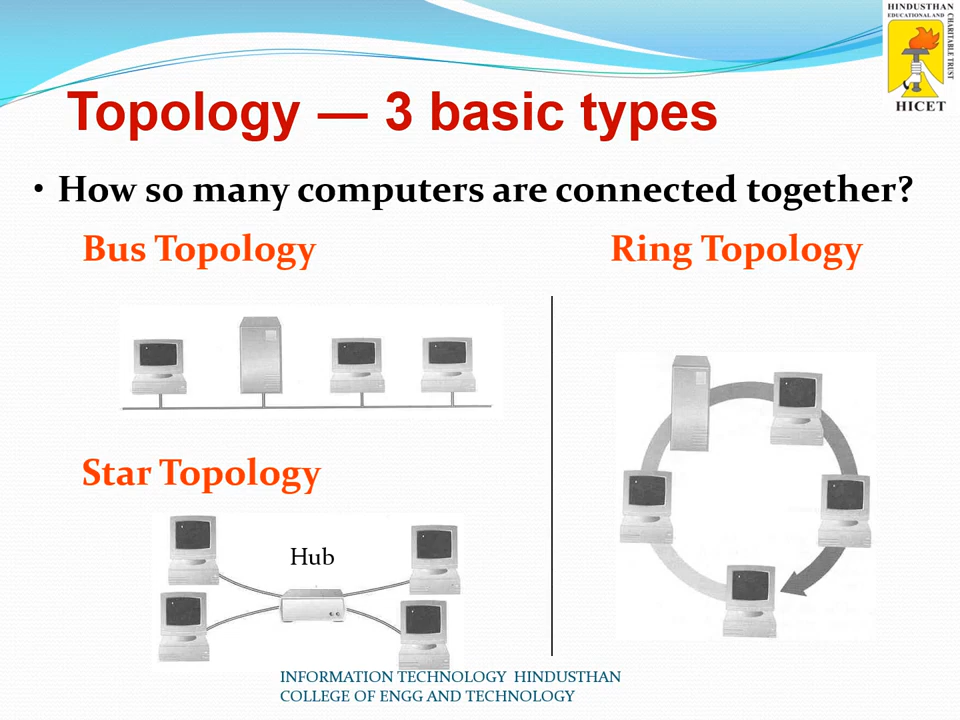 HINDUSTHAN
EDUCATIONAL AND
CHARITABLE TRUST
HICET
Topology — 3 basic types
• How so many computers are connected together?
Bus Topology
Ring Topology
Star Topology
Hub
INFORMATION TECHNOLOGY HINDUSTHAN
COLLEGE OF ENGG AND TECHNOLOGY